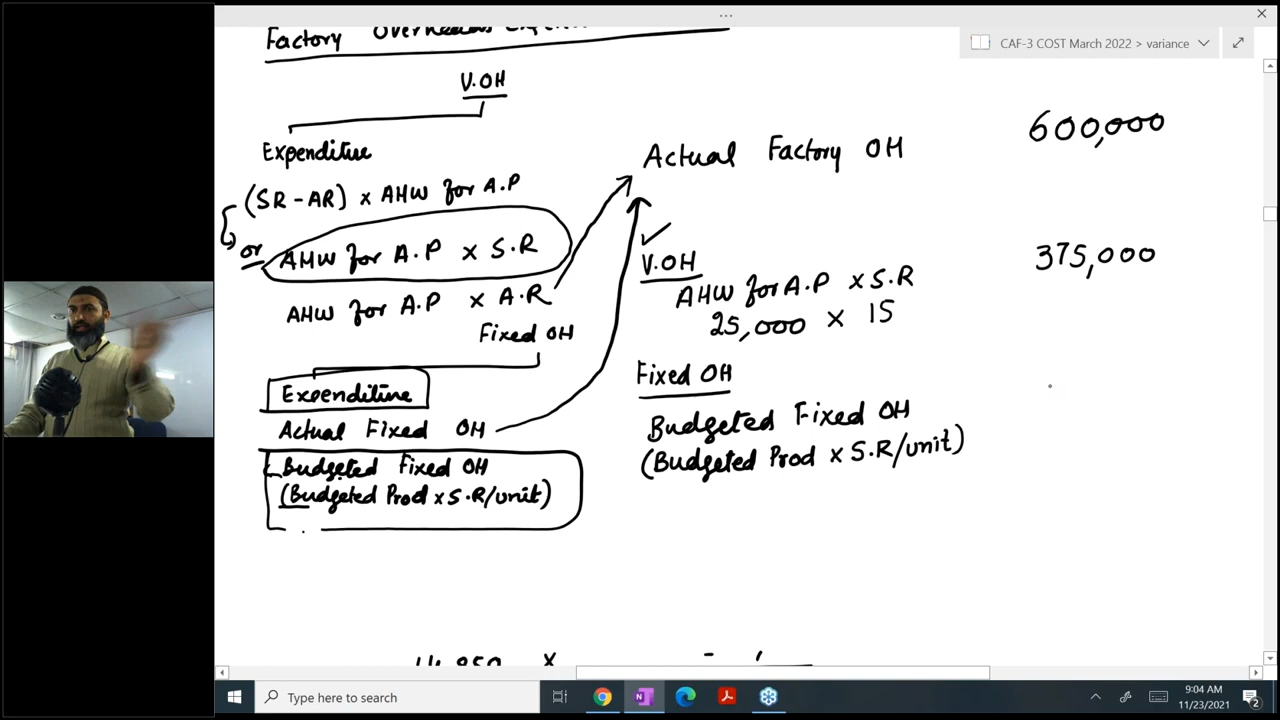 CAF-3 COST March 2022 > variance
Factory Overheads
V.OH
Expenditure
(SR - AR) x AHW for A.P
or AHW for A.P x S.R
AHW for A.P x A.R
Fixed OH
Expenditure
Actual Fixed OH
Budgeted Fixed OH
(Budgeted Prod x S.R/unit)
Actual Factory OH 600,000
V.OH
AHW for A.P x S.R 375,000
25,000 x 15
Fixed OH
Budgeted Fixed OH
(Budgeted Prod x S.R/unit)
Type here to search
9:04 AM
11/23/2021
2